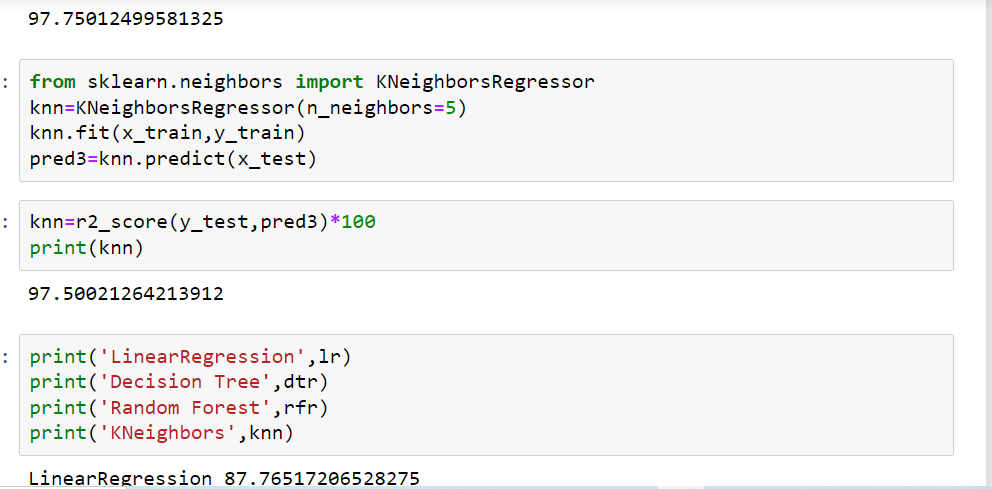 97.75012499581325
:
from sklearn.neighbors import KNeighborsRegressor
knn=KNeighborsRegressor(n_neighbors=5)
knn.fit(x_train,y_train)
pred3=knn.predict(x_test)
:
knn=r2_score(y_test,pred3)*100
print(knn)
97.50021264213912
:
print('LinearRegression',lr)
print('Decision Tree',dtr)
print('Random Forest',rfr)
print('KNeighbors',knn)
LinearRegression 87.76517206528275